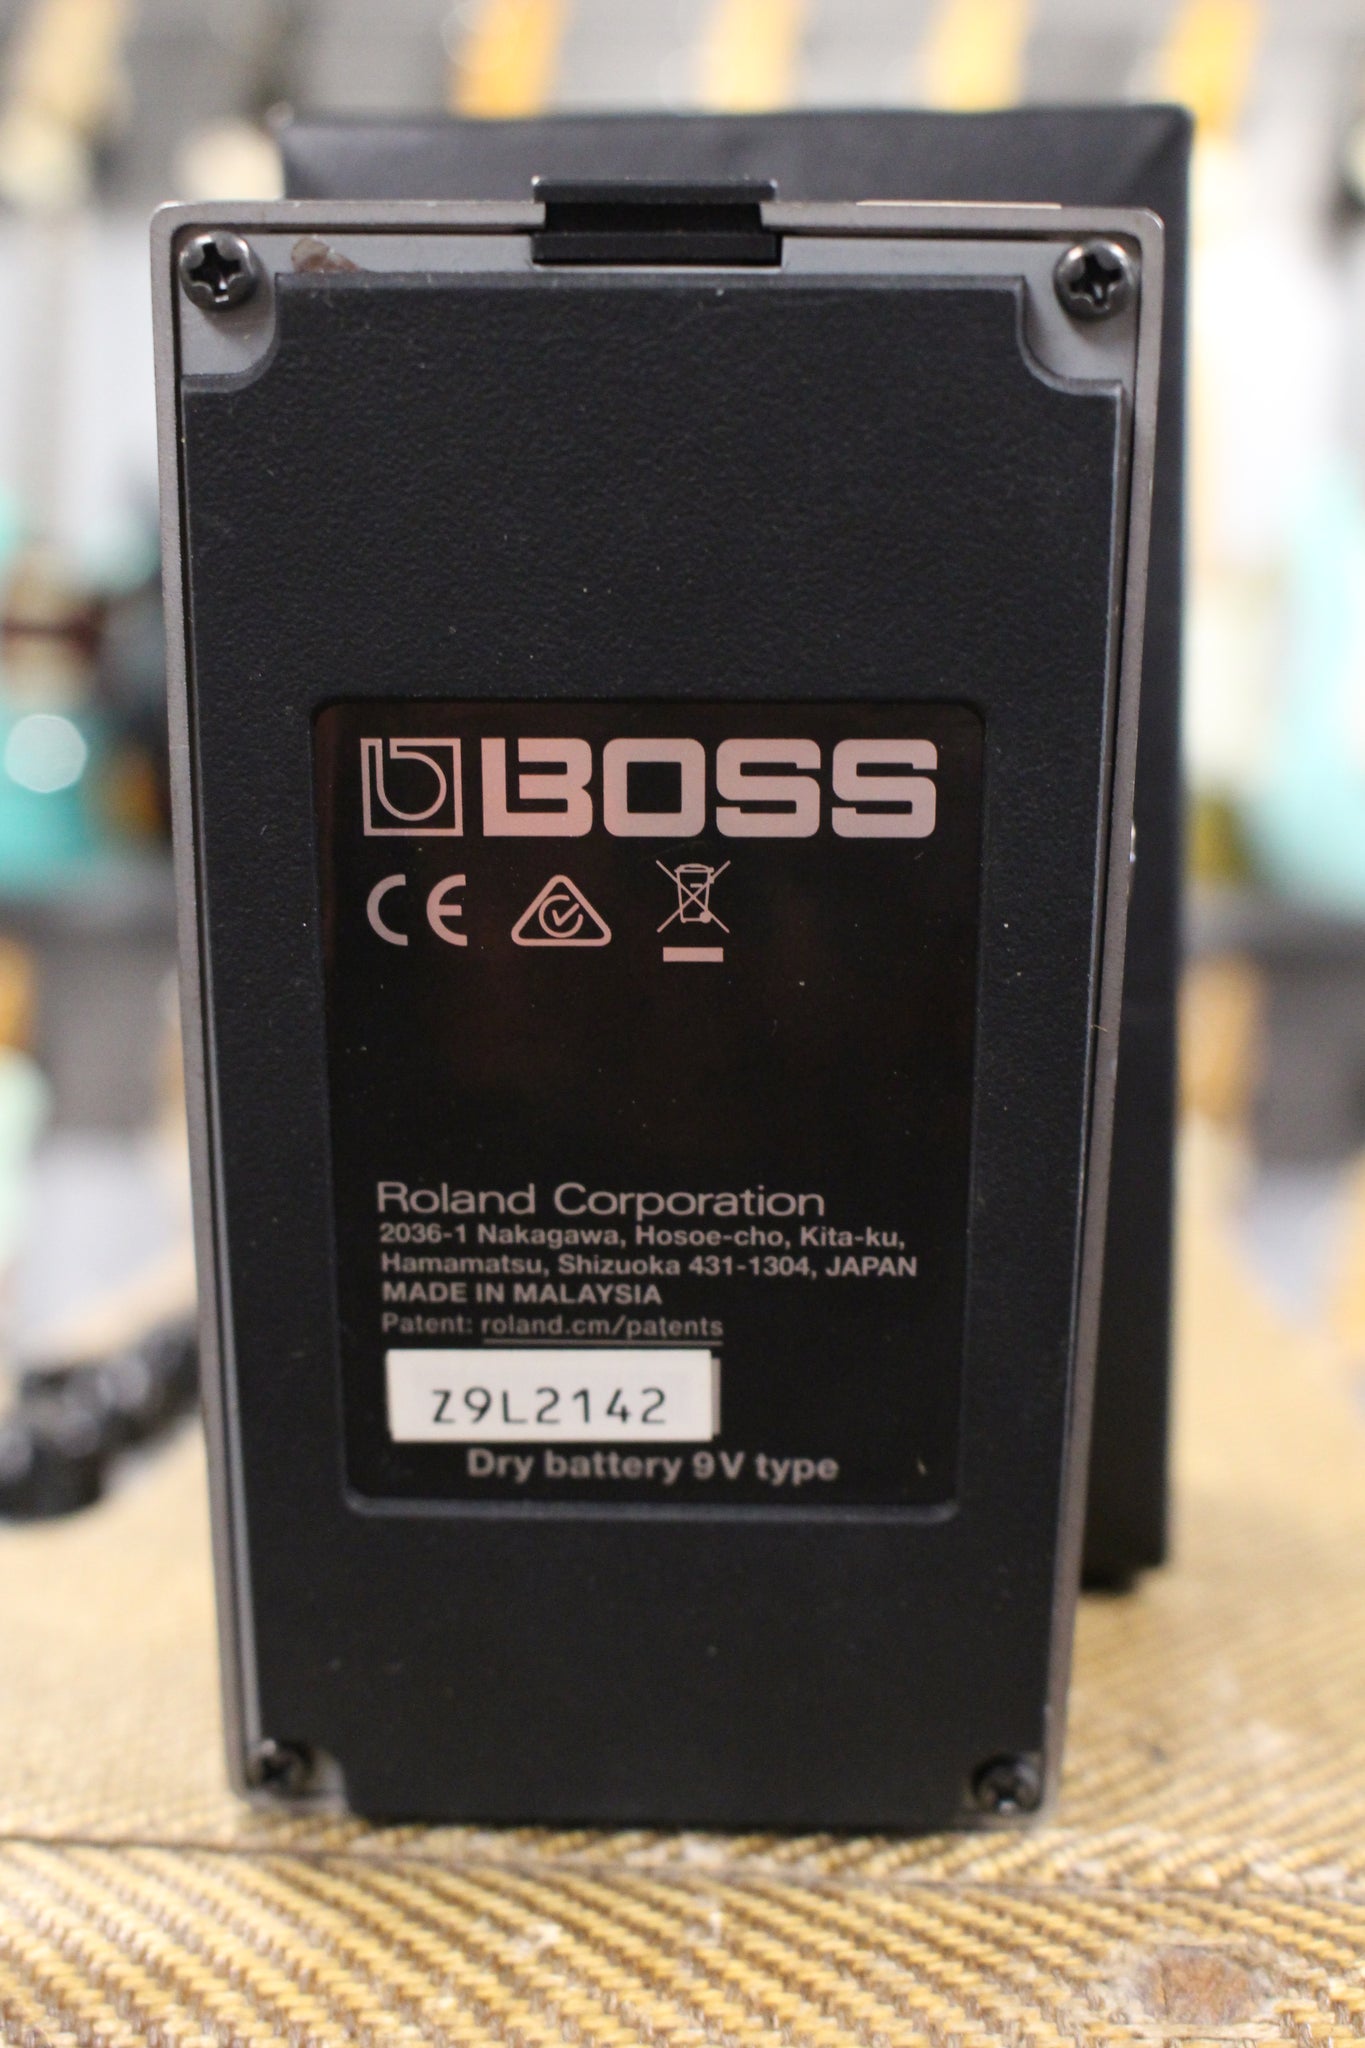 BOSS
CE
Roland Corporation
2036-1 Nakagawa, Hosoe-cho, Kita-ku,
Hamamatsu, Shizuoka 431-1304, JAPAN
MADE IN MALAYSIA
Patent: roland.cm/patents
Z9L2142
Dry battery 9V type